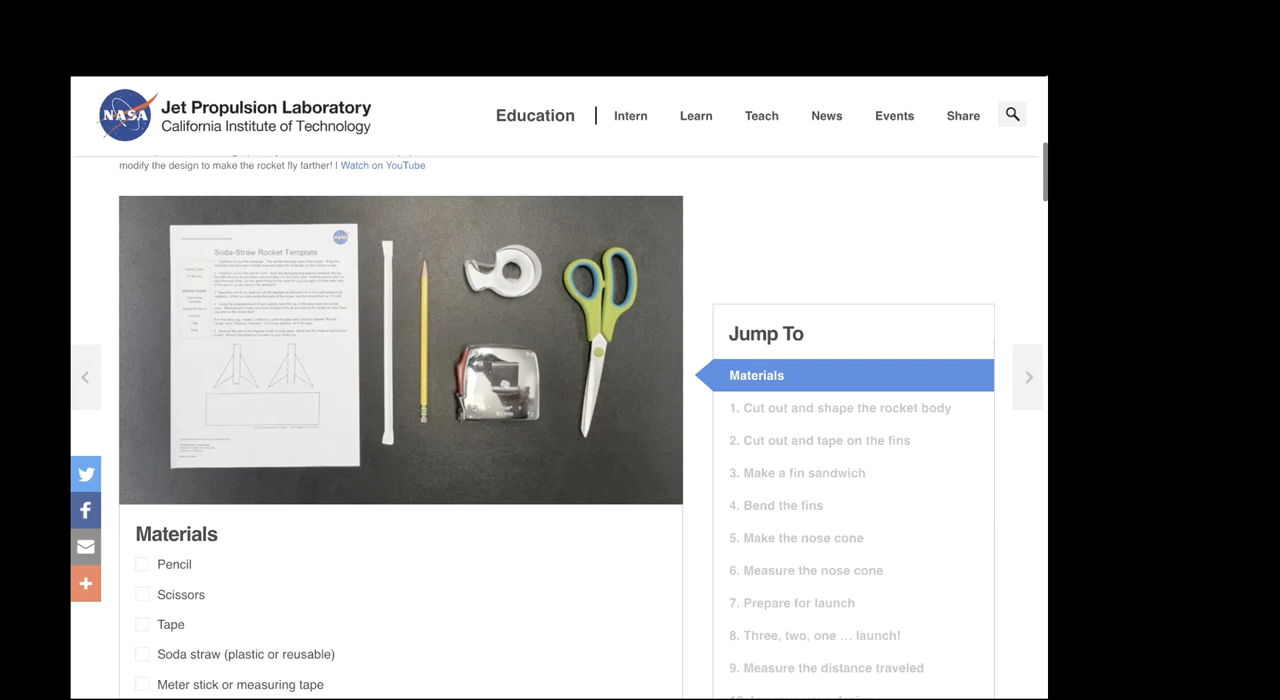 NASA
Jet Propulsion Laboratory
California Institute of Technology
Education
Intern
Learn
Teach
News
Events
Share
modify the design to make the rocket fly farther! | Watch on YouTube
Soda-Straw Rocket Template
Jump To
Materials
1. Cut out and shape the rocket body
2. Cut out and tape on the fins
3. Make a fin sandwich
4. Bend the fins
5. Make the nose cone
6. Measure the nose cone
7. Prepare for launch
8. Three, two, one … launch!
9. Measure the distance traveled
Materials
Pencil
Scissors
Tape
Soda straw (plastic or reusable)
Meter stick or measuring tape